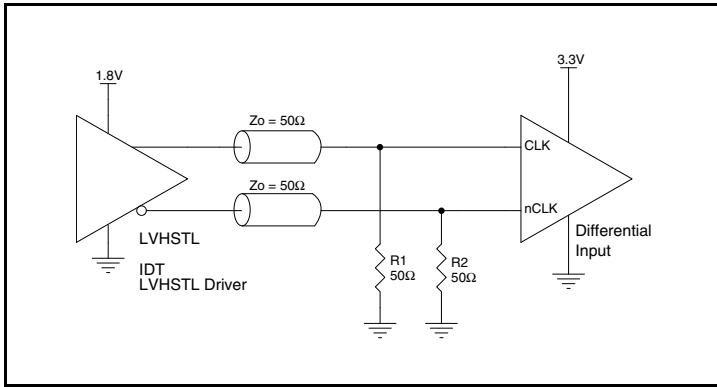 1.8V
3.3V
Zo = 50Ω
CLK
Zo = 50Ω
nCLK
LVHSTL
IDT
LVHSTL Driver
Differential
Input
R1
50Ω
R2
50Ω